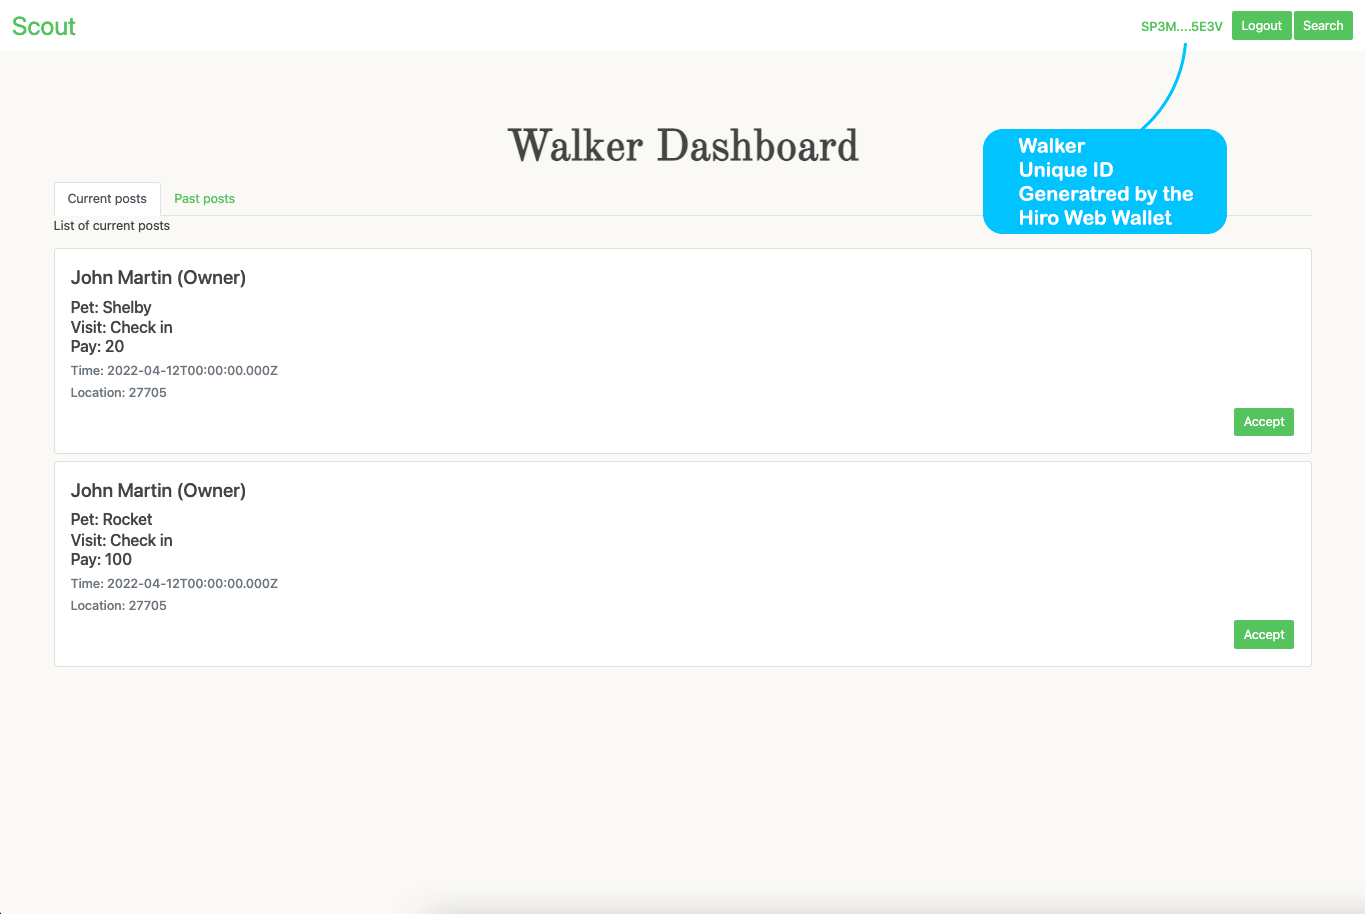 Scout
SP3M....5E3V
Logout
Search
Walker Dashboard
Walker
Unique ID
Generatred by the
Hiro Web Wallet
Current posts
Past posts
List of current posts
John Martin (Owner)
Pet: Shelby
Visit: Check in
Pay: 20
Time: 2022-04-12T00:00:00.000Z
Location: 27705
Accept
John Martin (Owner)
Pet: Rocket
Visit: Check in
Pay: 100
Time: 2022-04-12T00:00:00.000Z
Location: 27705
Accept